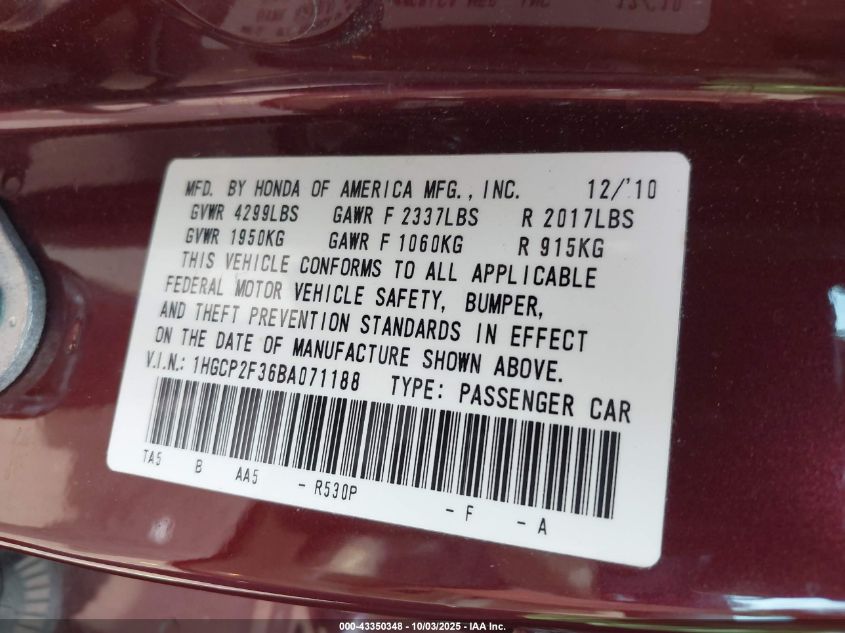 MFD. BY HONDA OF AMERICA MFG., INC. 12/'10
GVWR 4299LBS GAWR F 2337LBS R 2017LBS
GVWR 1950KG GAWR F 1060KG R 915KG
THIS VEHICLE CONFORMS TO ALL APPLICABLE
FEDERAL MOTOR VEHICLE SAFETY, BUMPER,
AND THEFT PREVENTION STANDARDS IN EFFECT
ON THE DATE OF MANUFACTURE SHOWN ABOVE.
V.I.N.: 1HGCP2F36BA071188 TYPE: PASSENGER CAR
TA5 B AA5 - R530P - F - A
000-43350348 - 10/03/2025 - IAA Inc.